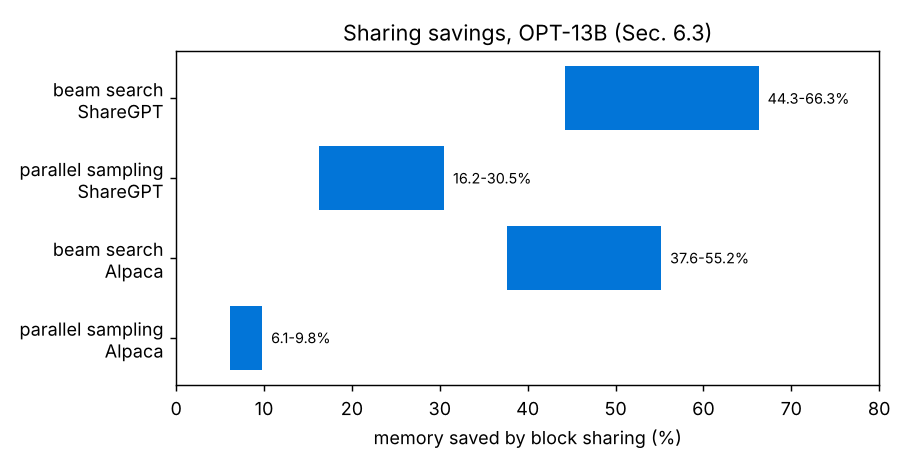 Sharing savings, OPT-13B (Sec. 6.3)
beam search
ShareGPT
44.3-66.3%
parallel sampling
ShareGPT
16.2-30.5%
beam search
Alpaca
37.6-55.2%
parallel sampling
Alpaca
6.1-9.8%
0 10 20 30 40 50 60 70 80
memory saved by block sharing (%)